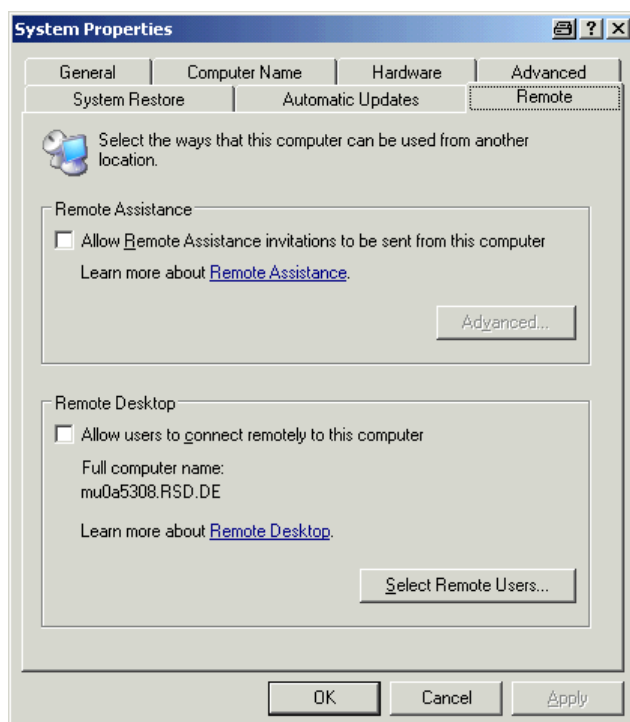 System Properties
General
Computer Name
Hardware
Advanced
System Restore
Automatic Updates
Remote
Select the ways that this computer can be used from another
location.
Remote Assistance
Allow Remote Assistance invitations to be sent from this computer
Learn more about Remote Assistance.
Advanced...
Remote Desktop
Allow users to connect remotely to this computer
Full computer name:
mu0a5308.RSD.DE
Learn more about Remote Desktop.
Select Remote Users...
OK
Cancel
Apply